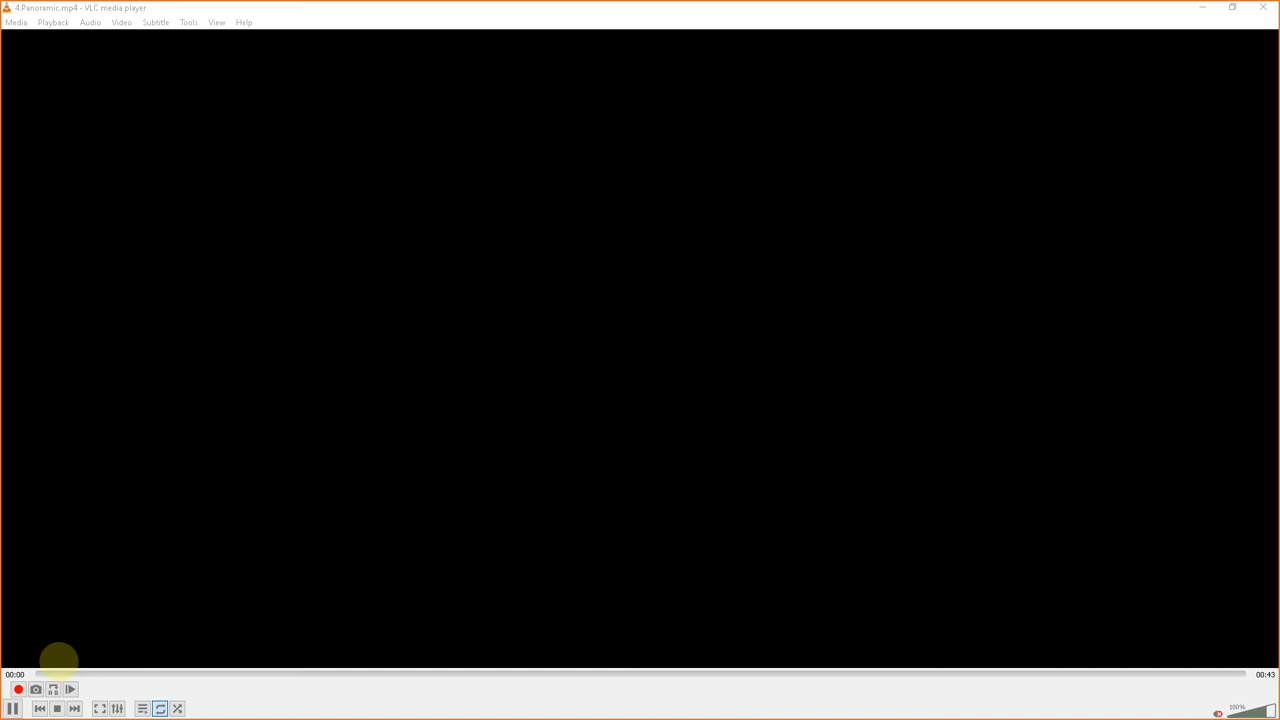 4.Panoramic.mp4 - VLC media player
Media Playback Audio Video Subtitle Tools View Help
00:00 00:43
100%